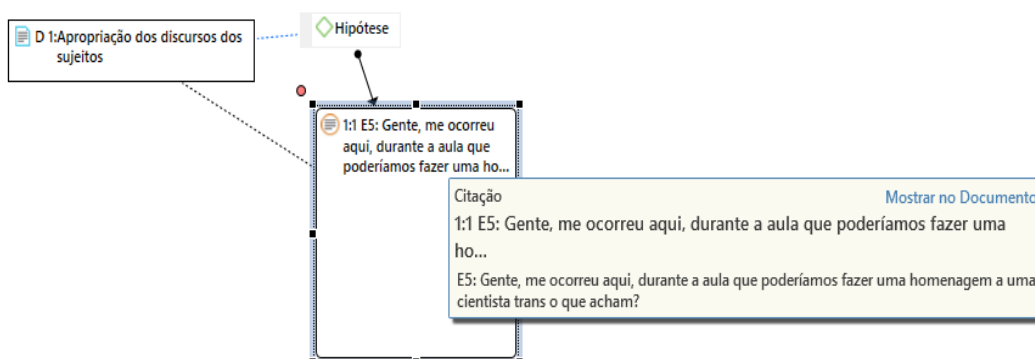 D 1:Apropriação dos discursos dos
sujeitos
Hipótese
1:1 E5: Gente, me ocorreu
aqui, durante a aula que
poderíamos fazer uma ho...
Citação
Mostrar no Documento
1:1 E5: Gente, me ocorreu aqui, durante a aula que poderíamos fazer uma
ho...
E5: Gente, me ocorreu aqui, durante a aula que poderíamos fazer uma homenagem a uma
cientista trans o que acham?